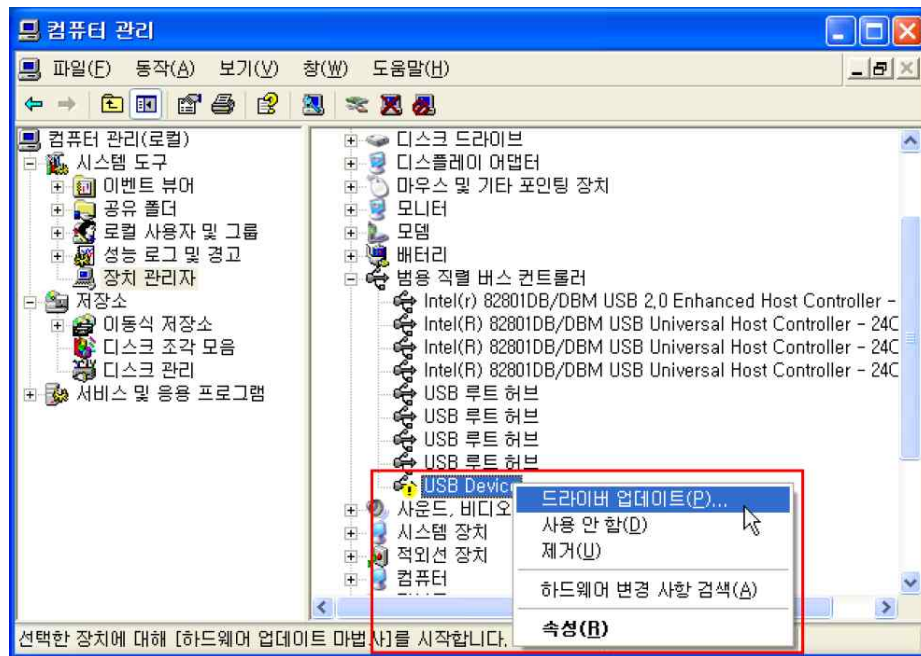 컴퓨터 관리
파일(F) 동작(A) 보기(V) 창(W) 도움말(H)
컴퓨터 관리(로컬)
시스템 도구
이벤트 뷰어
공유 폴더
로컬 사용자 및 그룹
성능 로그 및 경고
장치 관리자
저장소
이동식 저장소
디스크 조각 모음
디스크 관리
서비스 및 응용 프로그램
디스크 드라이브
디스플레이 어댑터
마우스 및 기타 포인팅 장치
모니터
모뎀
배터리
범용 직렬 버스 컨트롤러
Intel(r) 82801DB/DBM USB 2.0 Enhanced Host Controller -
Intel(R) 82801DB/DBM USB Universal Host Controller - 24C
Intel(R) 82801DB/DBM USB Universal Host Controller - 24C
Intel(R) 82801DB/DBM USB Universal Host Controller - 24C
USB 루트 허브
USB 루트 허브
USB 루트 허브
USB 루트 허브
USB Device
사운드, 비디오
시스템 장치
적외선 장치
컴퓨터
드라이버 업데이트(P)...
사용 안 함(D)
제거(U)
하드웨어 변경 사항 검색(A)
속성(R)
선택한 장치에 대해 [하드웨어 업데이트 마법사]를 시작합니다.